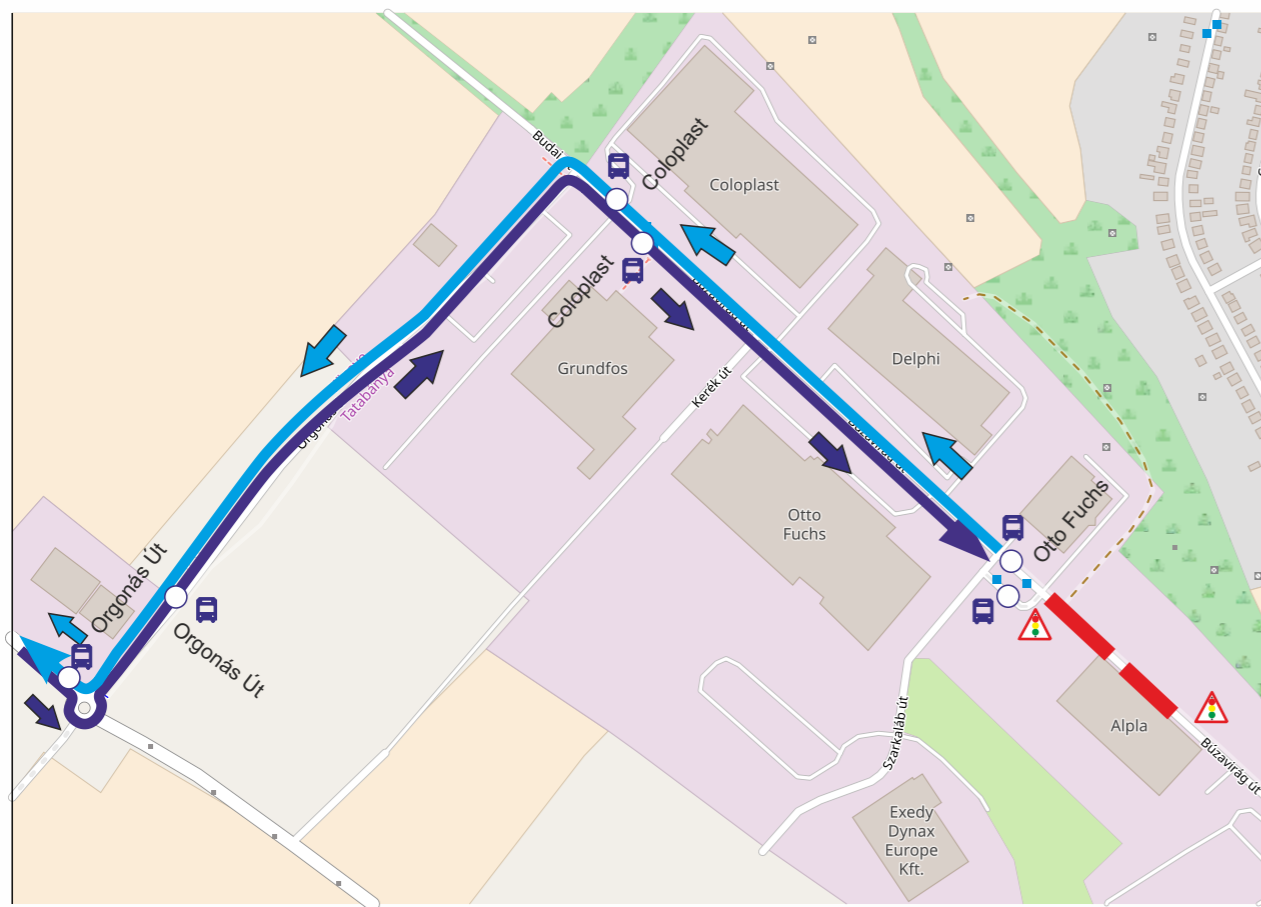 Budai
Coloplast
Coloplast
Coloplast
Grundfos
Delphi
Kerék út
Tatabánya
Otto
Fuchs
Otto Fuchs
Orgonás Út
Orgonás Út
Szarkaláb út
Alpla
Búzavirág út
Exedy
Dynax
Europe
Kft.